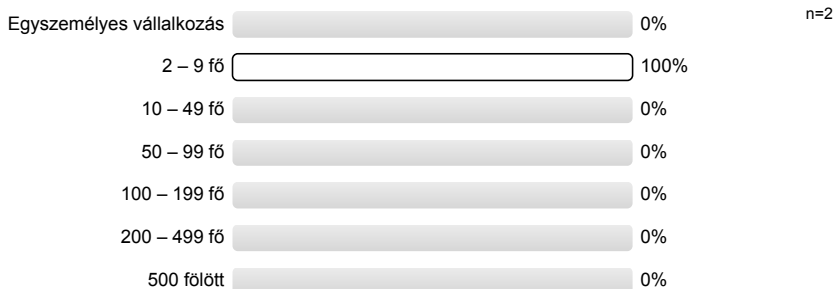 Egyszemélyes vállalkozás 0% n=2
2 – 9 fő 100%
10 – 49 fő 0%
50 – 99 fő 0%
100 – 199 fő 0%
200 – 499 fő 0%
500 fölött 0%